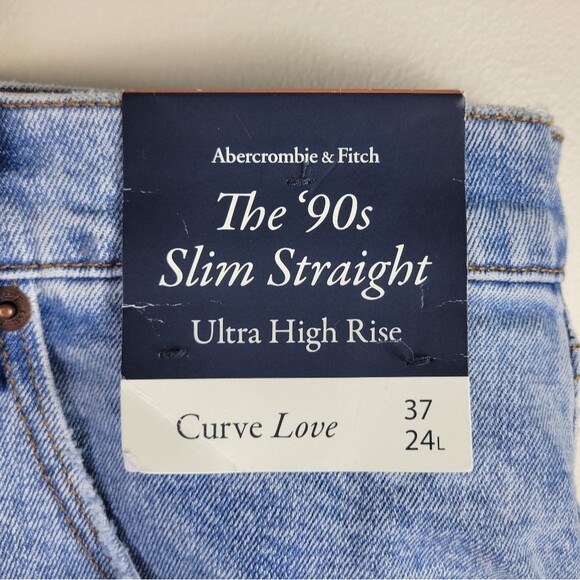 Abercrombie & Fitch
The ‘90s
Slim Straight
Ultra High Rise
Curve Love
37
24L